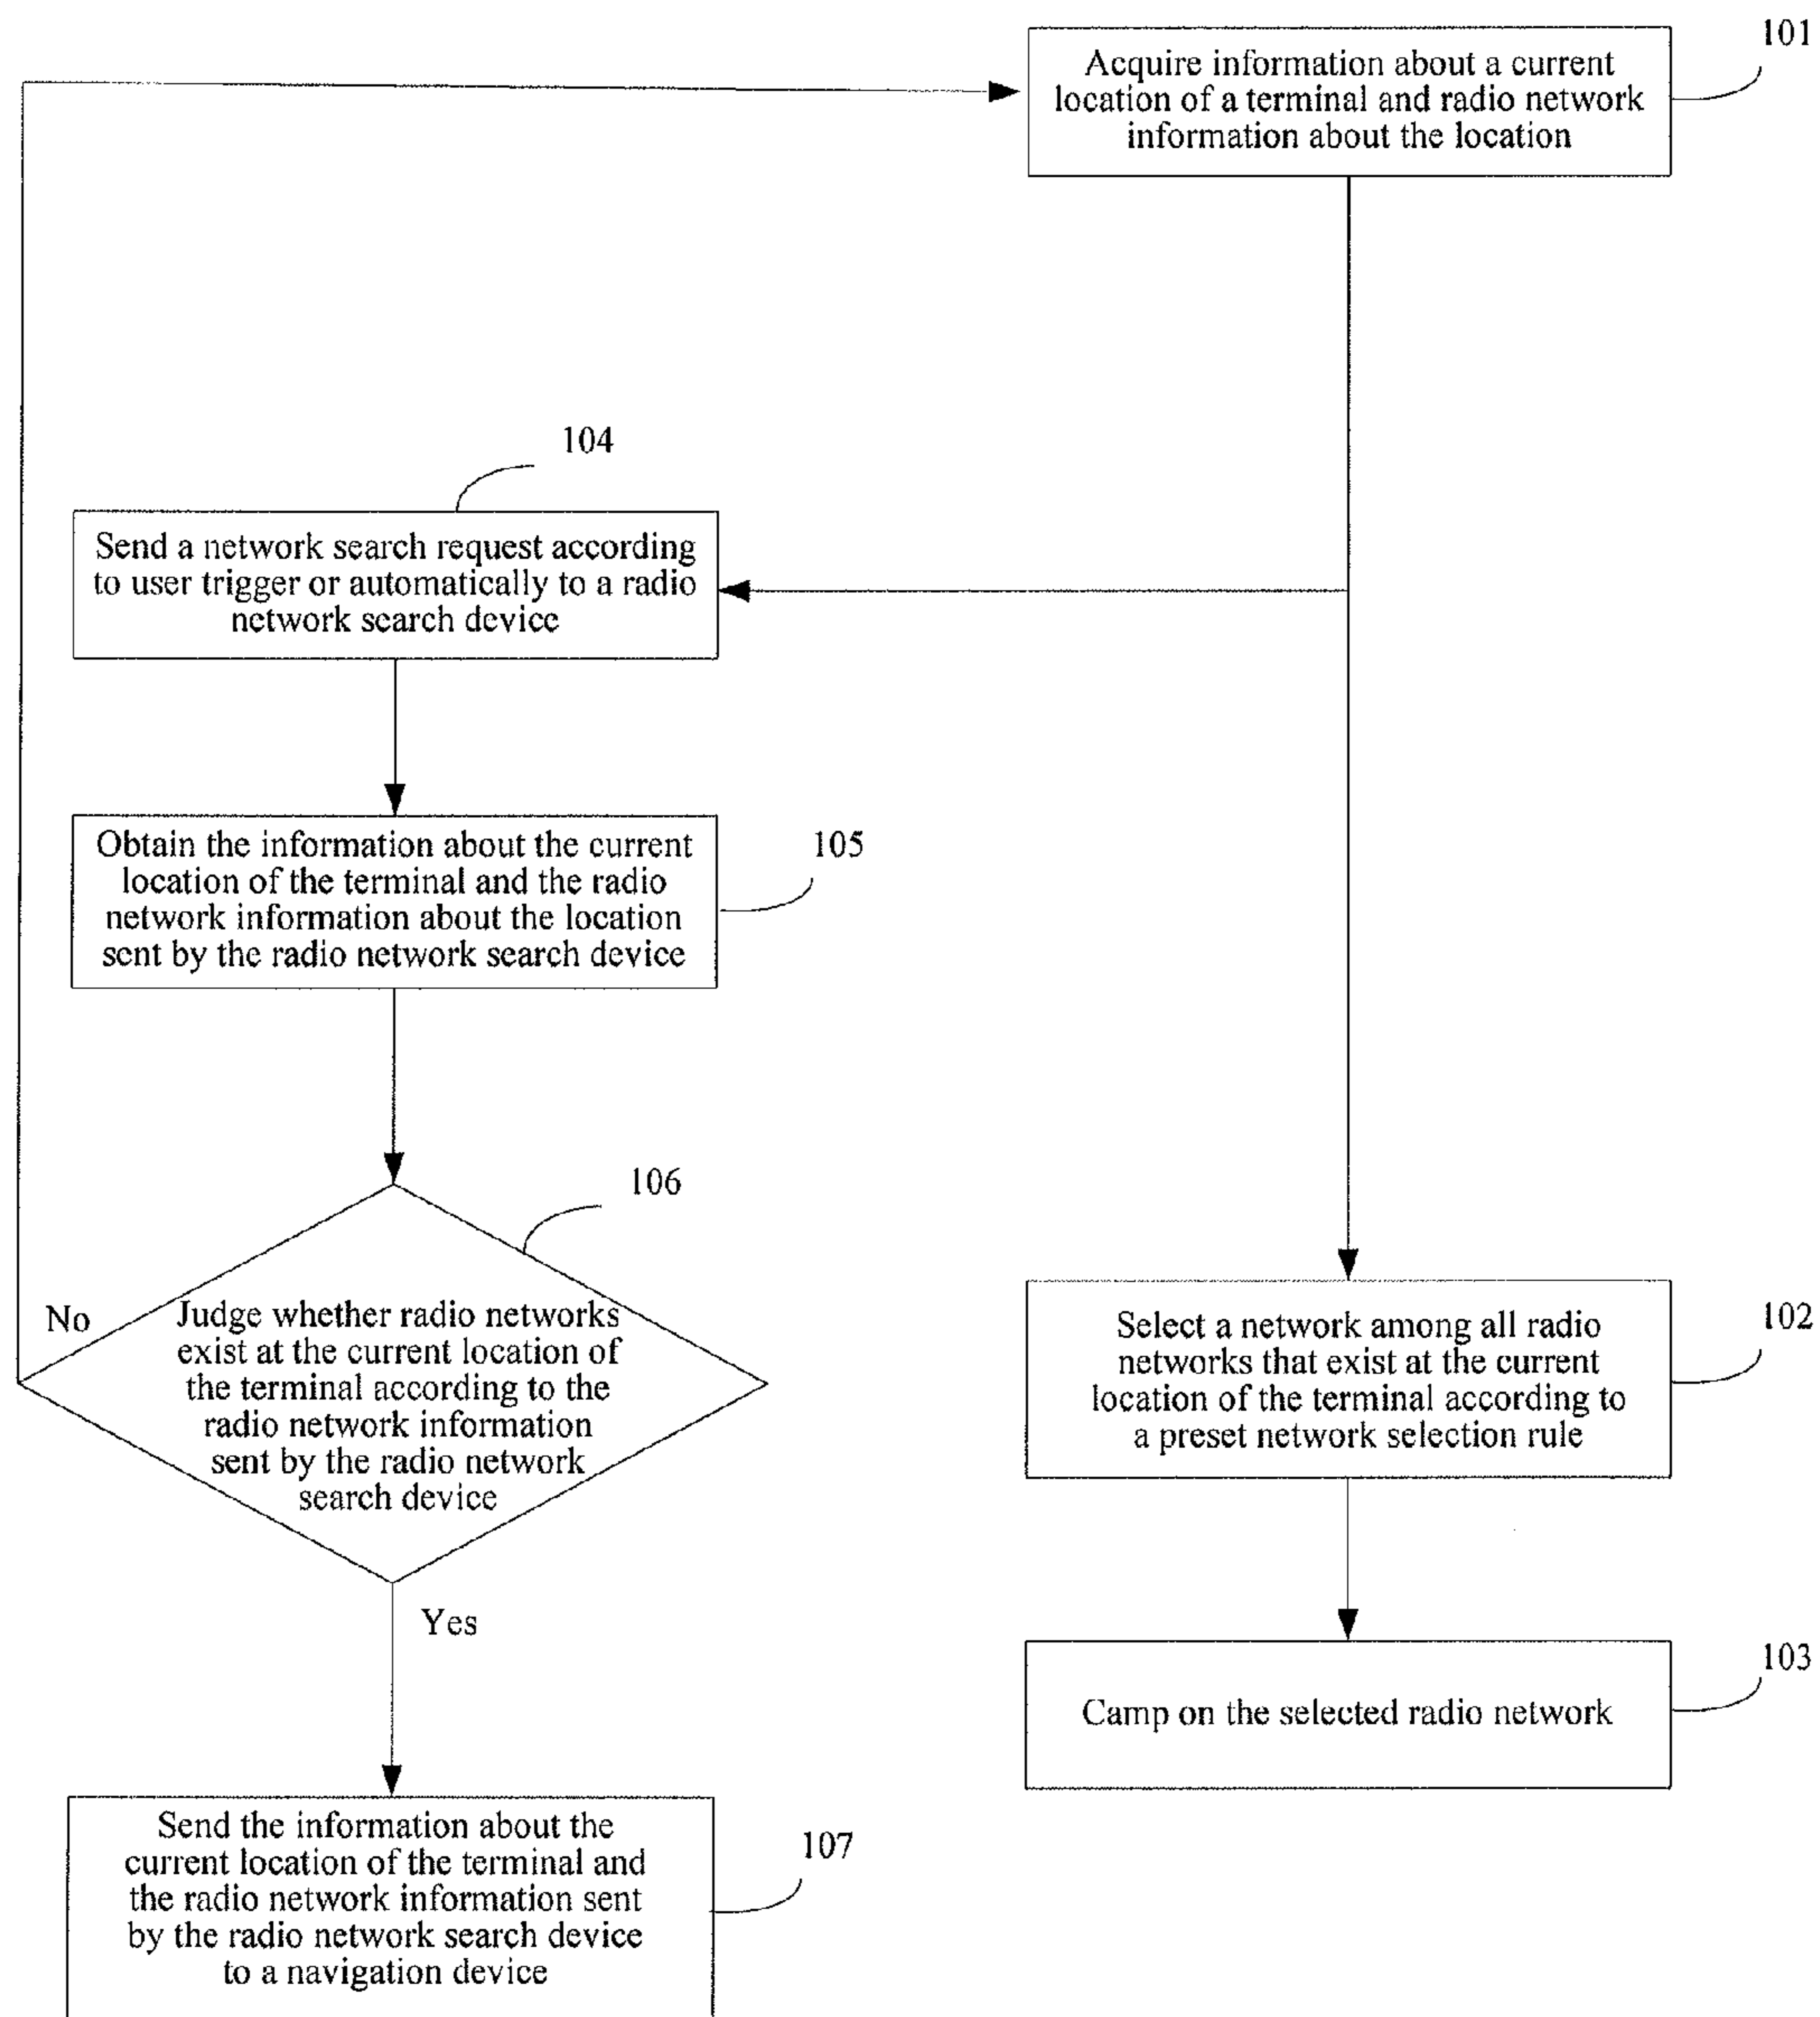 101
Acquire information about a current
location of a terminal and radio network
information about the location
104
Send a network search request according
to user trigger or automatically to a radio
network search device
Obtain the information about the current
location of the terminal and the radio
network information about the location
sent by the radio network search device
105
106
No
Judge whether radio networks
exist at the current location of
the terminal according to the
radio network information
sent by the radio network
search device
Yes
Select a network among all radio
networks that exist at the current
location of the terminal according to
a preset network selection rule
102
Camp on the selected radio network
103
Send the information about the
current location of the terminal and
the radio network information sent
by the radio network search device
to a navigation device
107